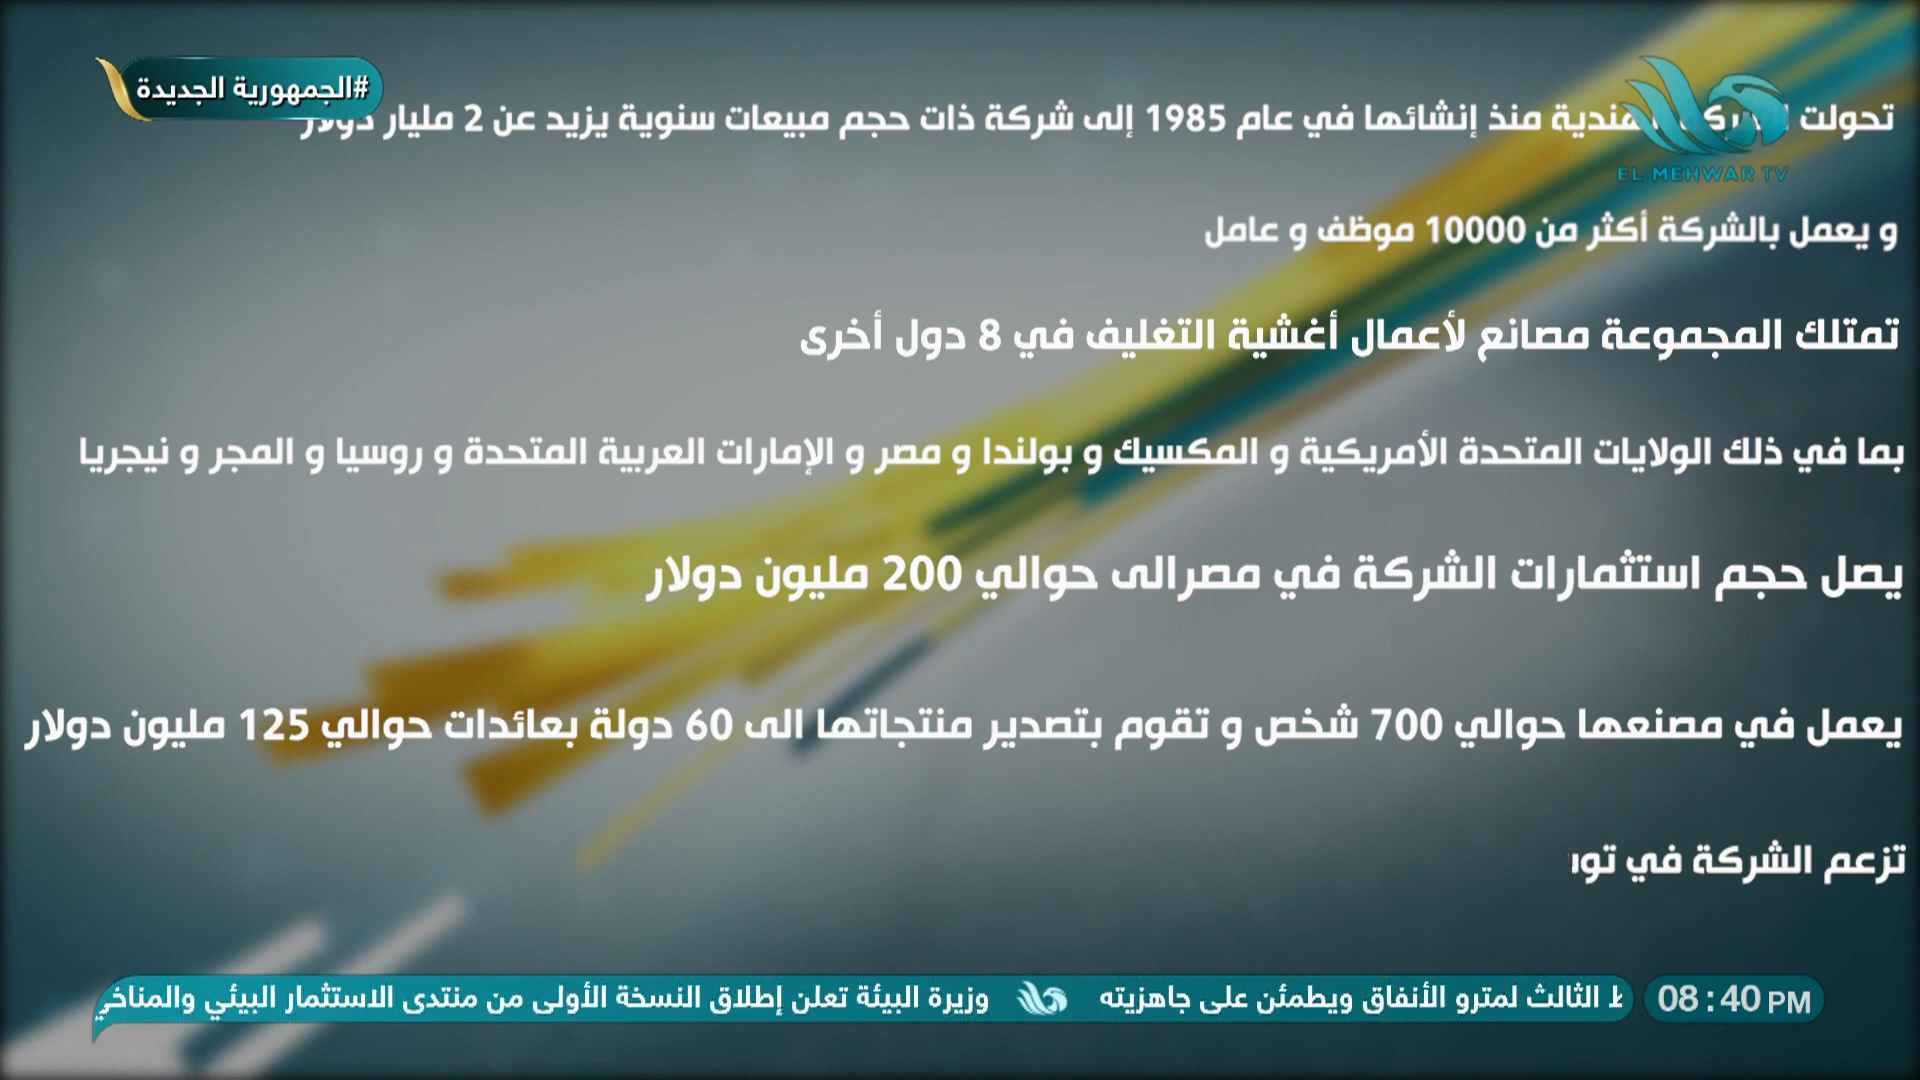 #الجمهورية الجديدة
EL MEHWAR TV
تحولت الشركة الهندية منذ إنشائها في عام 1985 إلى شركة ذات حجم مبيعات سنوية يزيد عن 2 مليار دولار
و يعمل بالشركة أكثر من 10000 موظف و عامل
تمتلك المجموعة مصانع لأعمال أغشية التغليف في 8 دول أخرى
بما في ذلك الولايات المتحدة الأمريكية و المكسيك و بولندا و مصر و الإمارات العربية المتحدة و روسيا و المجر و نيجريا
يصل حجم استثمارات الشركة في مصرالى حوالي 200 مليون دولار
يعمل في مصنعها حوالي 700 شخص و تقوم بتصدير منتجاتها الى 60 دولة بعائدات حوالي 125 مليون دولار
تزعم الشركة في تو
الثالث لمترو الأنفاق ويطمئن على جاهزيته
وزيرة البيئة تعلن إطلاق النسخة الأولى من منتدى الاستثمار البيئي والمناخي
08:40 PM